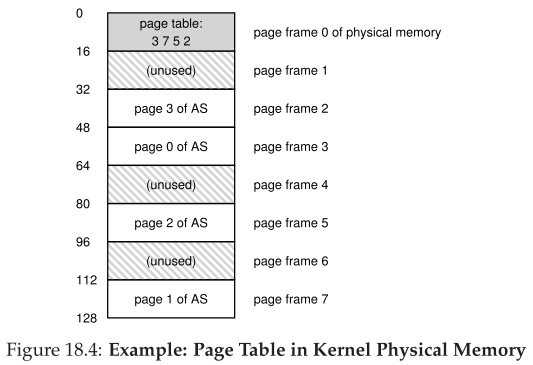 0
page table:
3 7 5 2
page frame 0 of physical memory
16
(unused)
page frame 1
32
page 3 of AS
page frame 2
48
page 0 of AS
page frame 3
64
(unused)
page frame 4
80
page 2 of AS
page frame 5
96
(unused)
page frame 6
112
page 1 of AS
page frame 7
128
Figure 18.4: Example: Page Table in Kernel Physical Memory